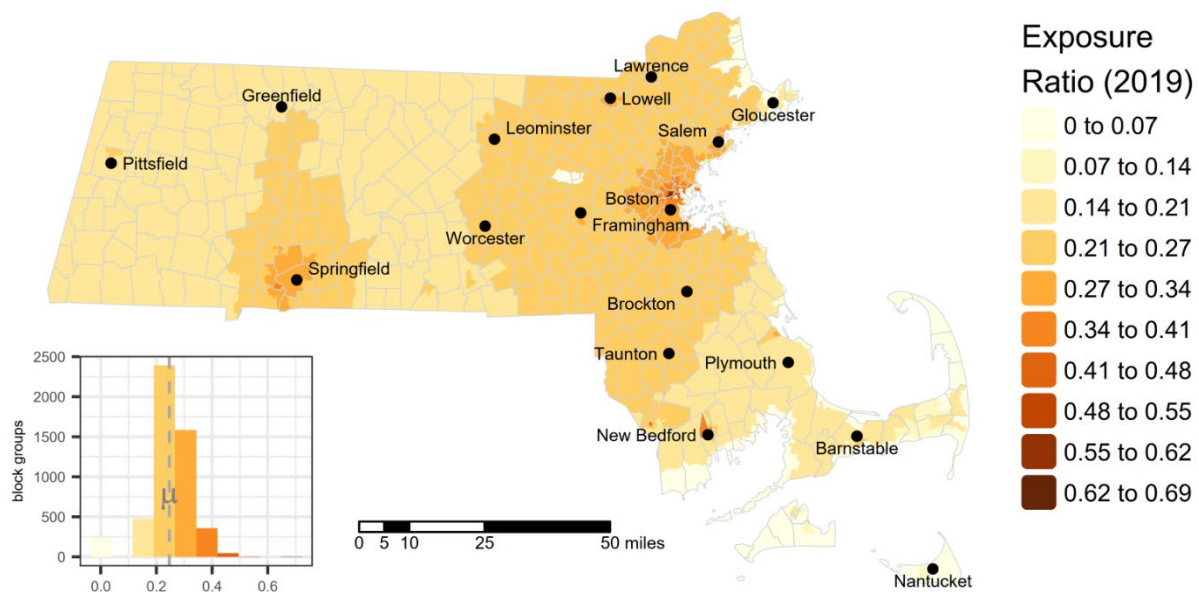 Exposure
Ratio (2019)
0 to 0.07
0.07 to 0.14
0.14 to 0.21
0.21 to 0.27
0.27 to 0.34
0.34 to 0.41
0.41 to 0.48
0.48 to 0.55
0.55 to 0.62
0.62 to 0.69
Lawrence
Greenfield
Lowell
Gloucester
Leominster
Salem
Pittsfield
Boston
Framingham
Worcester
Springfield
Brockton
Taunton
Plymouth
New Bedford
Barnstable
Nantucket
2500
2000
1500
1000
500
0
block groups
μ
0.0 0.2 0.4 0.6
0 5 10 25 50 miles